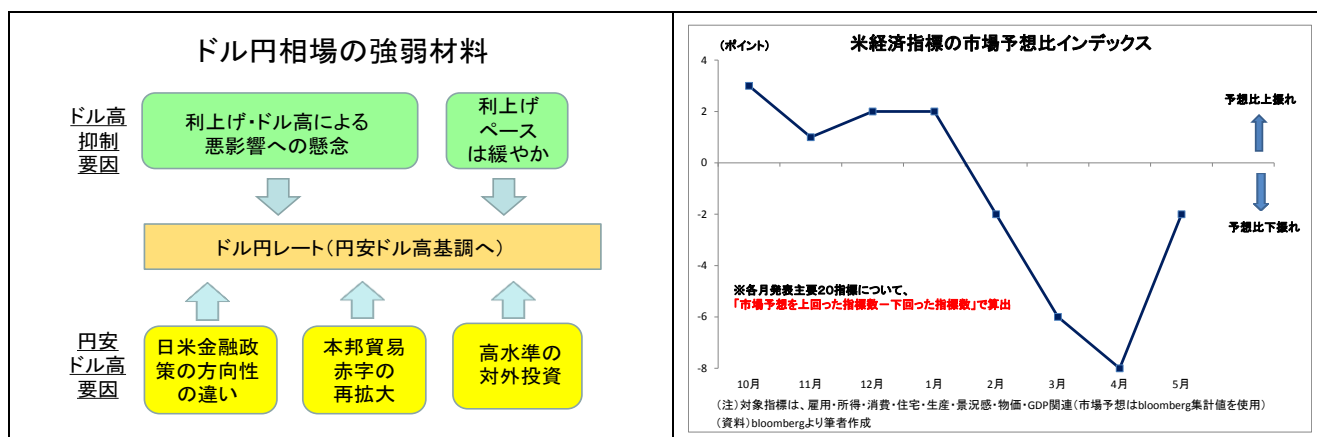 ドル円相場の強弱材料
ドル高
抑制
要因
利上げ・ドル高による
悪影響への懸念
利上げ
ペース
は緩やか
ドル円レート(円安ドル高基調へ)
円安
ドル高
要因
日米金融政
策の方向性
の違い
本邦貿易
赤字の
再拡大
高水準の
対外投資
(ポイント)
米経済指標の市場予想比インデックス
4
2
0
-2
-4
-6
-8
予想比上振れ
予想比下振れ
※各月発表主要20指標について、
「市場予想を上回った指標数ー下回った指標数」で算出
10月 11月 12月 1月 2月 3月 4月 5月
(注)対象指標は、雇用・所得・消費・住宅・生産・景況感・物価・GDP関連(市場予想はbloomberg集計値を使用)
(資料)bloombergより筆者作成